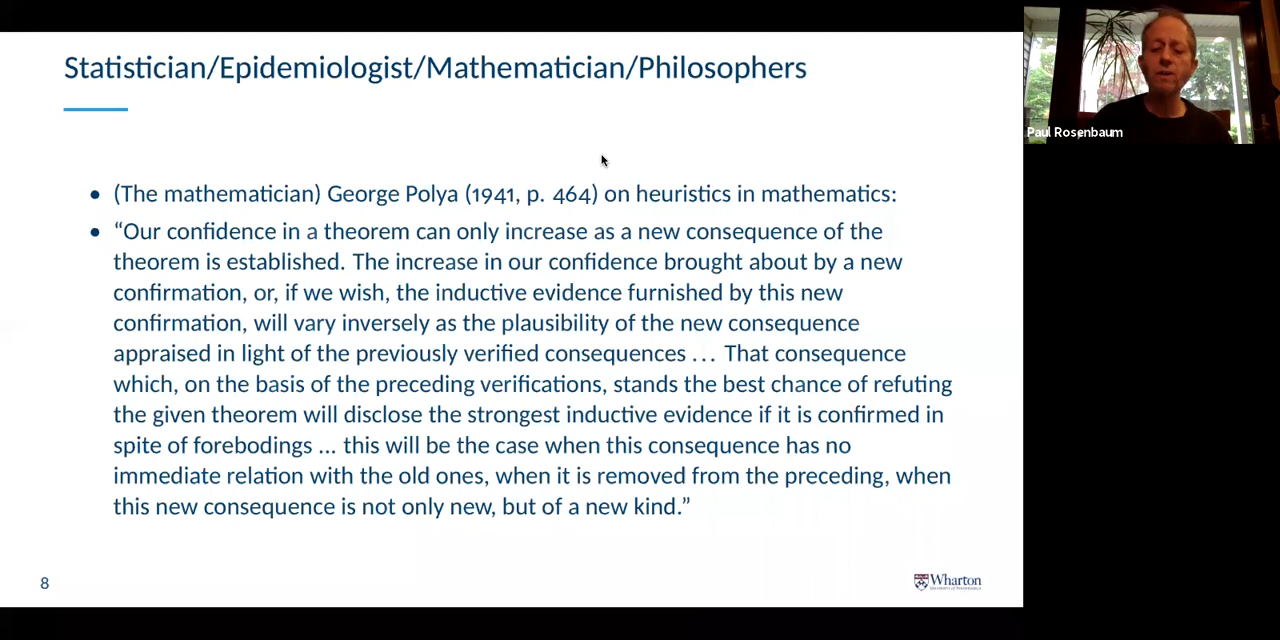 Statistician/Epidemiologist/Mathematician/Philosophers
Paul Rosenbaum
• (The mathematician) George Polya (1941, p. 464) on heuristics in mathematics:
• “Our confidence in a theorem can only increase as a new consequence of the
theorem is established. The increase in our confidence brought about by a new
confirmation, or, if we wish, the inductive evidence furnished by this new
confirmation, will vary inversely as the plausibility of the new consequence
appraised in light of the previously verified consequences ... That consequence
which, on the basis of the preceding verifications, stands the best chance of refuting
the given theorem will disclose the strongest inductive evidence if it is confirmed in
spite of forebodings ... this will be the case when this consequence has no
immediate relation with the old ones, when it is removed from the preceding, when
this new consequence is not only new, but of a new kind.”
8
Wharton